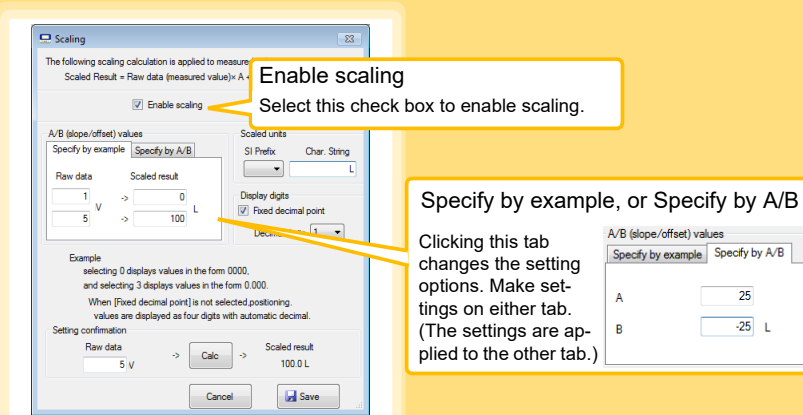 Scaling
The following scaling calculation is applied to measure
Scaled Result = Raw data (measured value)× A +
Enable scaling
Enable scaling
Select this check box to enable scaling.
A/B (slope/offset) values
Specify by example Specify by A/B
Raw data Scaled result
1 V -> 0 L
5 -> 100
Scaled units
SI Prefix Char. String
L
Display digits
Fixed decimal point
1
Specify by example, or Specify by A/B
Clicking this tab
changes the setting
options. Make set-
tings on either tab.
(The settings are ap-
plied to the other tab.)
A/B (slope/offset) values
Specify by example Specify by A/B
A 25
B -25 L
Example
selecting 0 displays values in the form 0000,
and selecting 3 displays values in the form 0.000.
When [Fixed decimal point] is not selected,positioning.
values are displayed as four digits with automatic decimal.
Setting confirmation
Raw data Scaled result
5 V -> Calc -> 100.0 L
Cancel Save